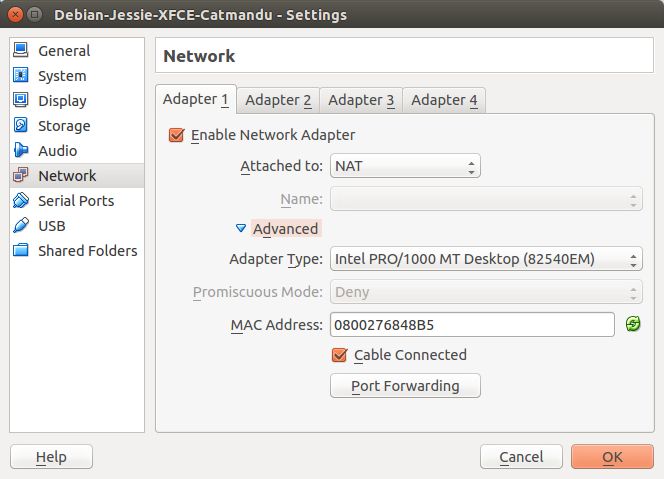 Debian-Jessie-XFCE-Catmandu - Settings
General
System
Display
Storage
Audio
Network
Serial Ports
USB
Shared Folders
Network
Adapter 1 Adapter 2 Adapter 3 Adapter 4
Enable Network Adapter
Attached to: NAT
Name:
Advanced
Adapter Type: Intel PRO/1000 MT Desktop (82540EM)
Promiscuous Mode: Deny
MAC Address: 0800276848B5
Cable Connected
Port Forwarding
Help Cancel OK